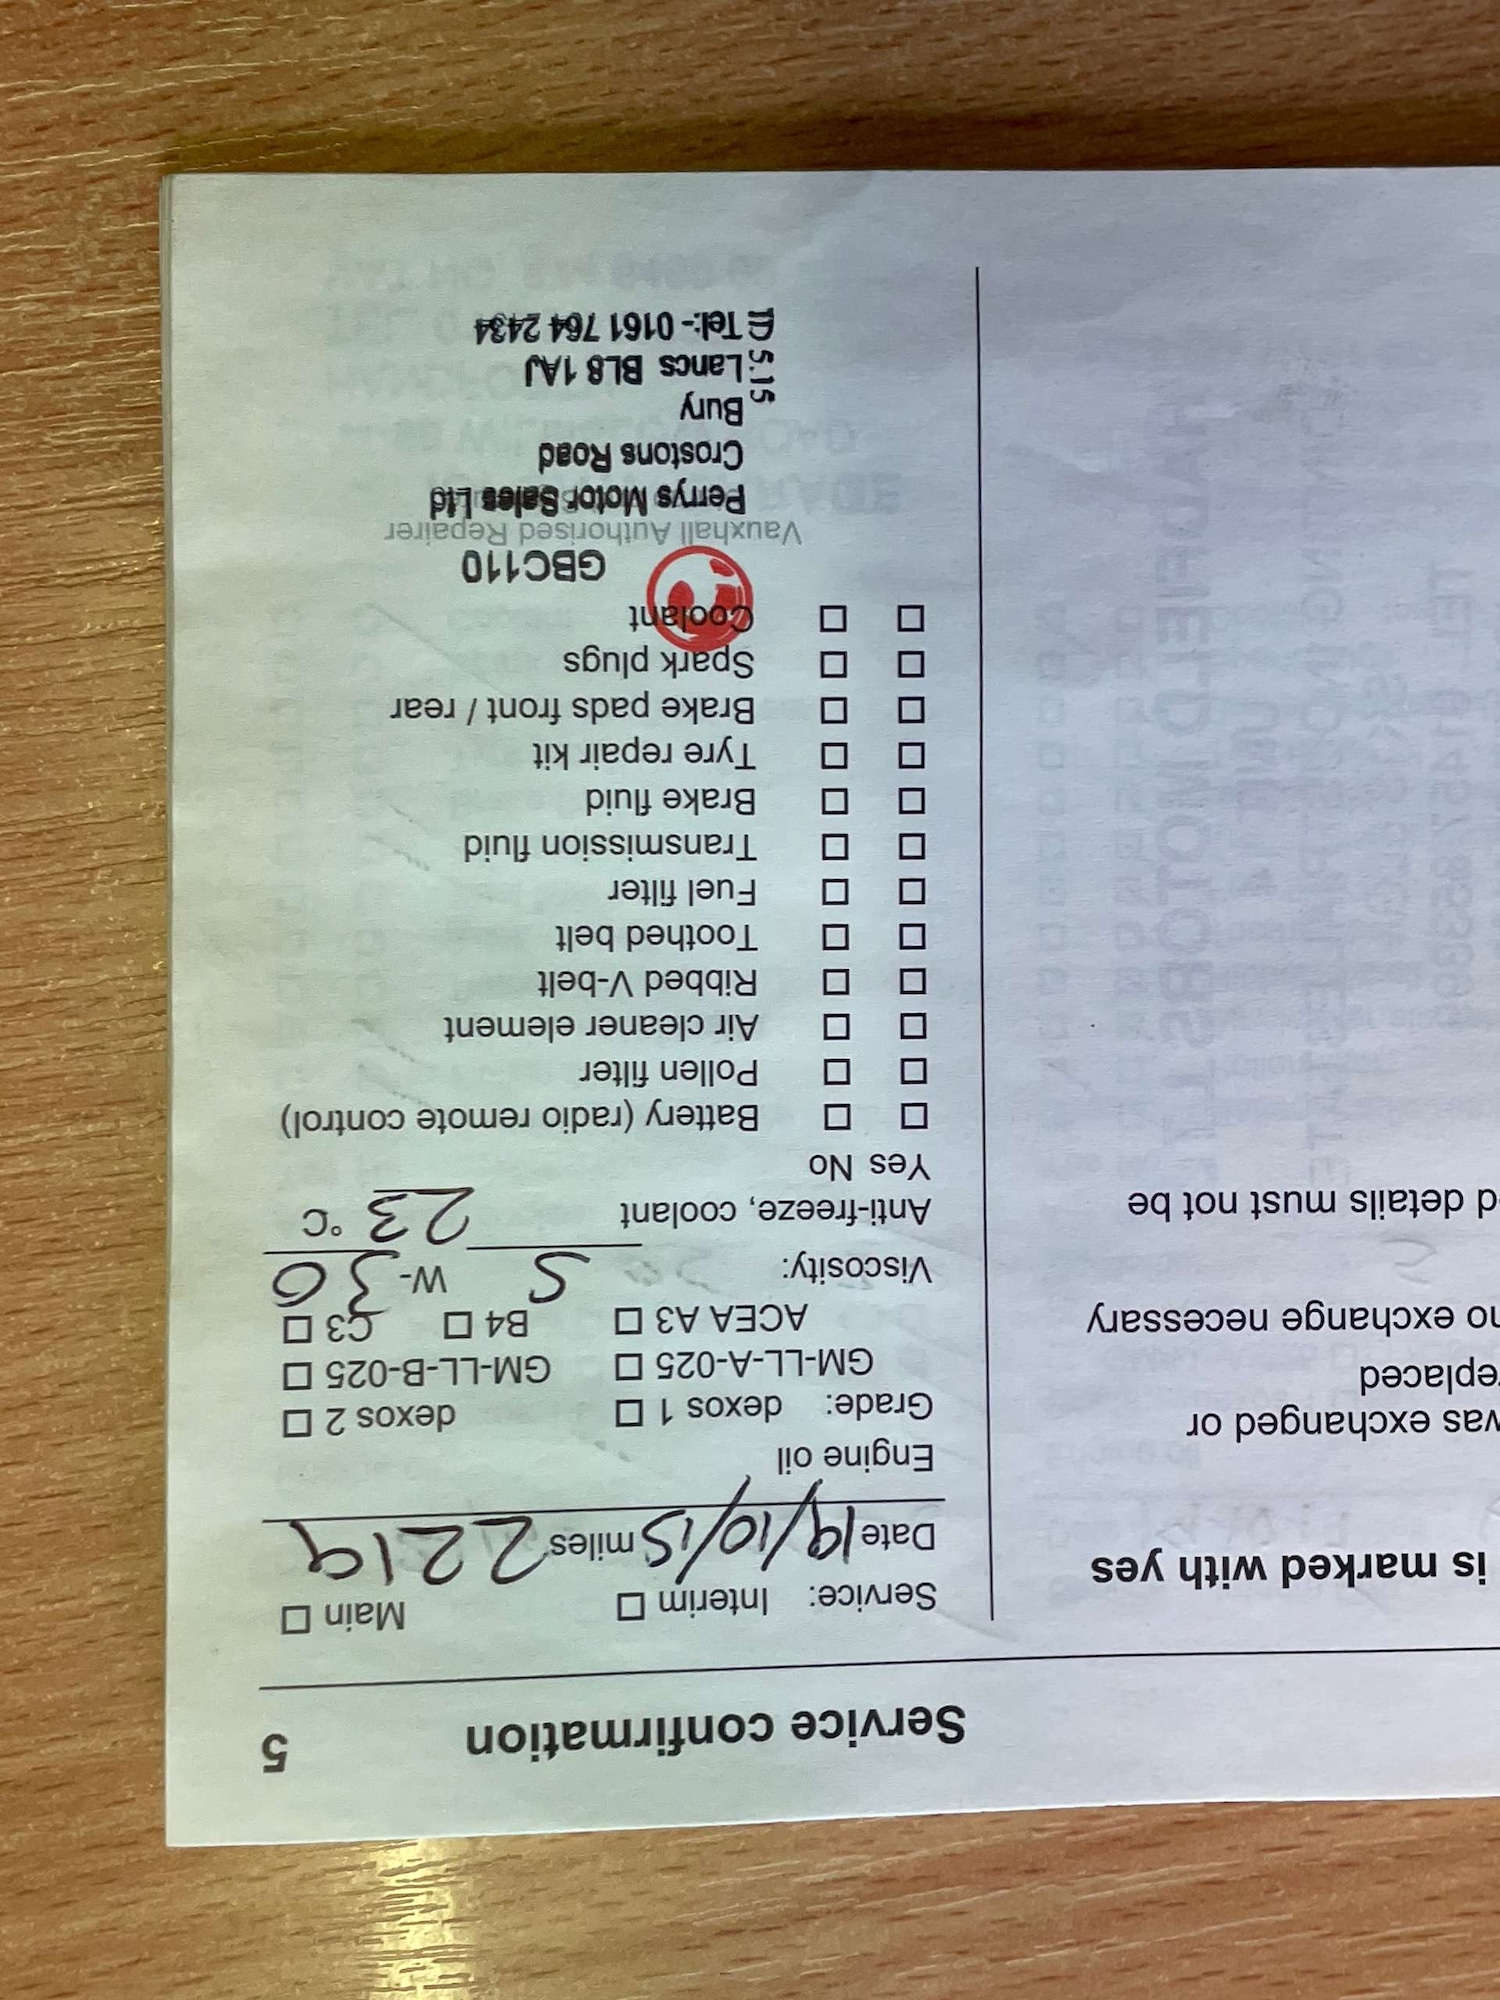 is marked with yes
was exchanged or
replaced
no exchange necessary
d details must not be
Service confirmation 5
Service: Interim ☐ Main ☐
Date 19/10/15 miles 2219
Engine oil
Grade: dexos 1 ☐ dexos 2 ☐
GM-LL-A-025 ☐ GM-LL-B-025 ☐
ACEA A3 ☐ B4 ☐ C3 ☐
Viscosity: 5 W-30
Anti-freeze, coolant 23 °C
Yes No
☐ ☐ Battery (radio remote control)
☐ ☐ Pollen filter
☐ ☐ Air cleaner element
☐ ☐ Ribbed V-belt
☐ ☐ Toothed belt
☐ ☐ Fuel filter
☐ ☐ Transmission fluid
☐ ☐ Brake fluid
☐ ☐ Tyre repair kit
☐ ☐ Brake pads front / rear
☐ ☐ Spark plugs
☐ ☐ Coolant
GBC110
Vauxhall Authorised Repairer
Perrys Motor Sales Ltd
Crostons Road
Bury
Lancs BL8 1AJ
Tel:- 0161 764 2434